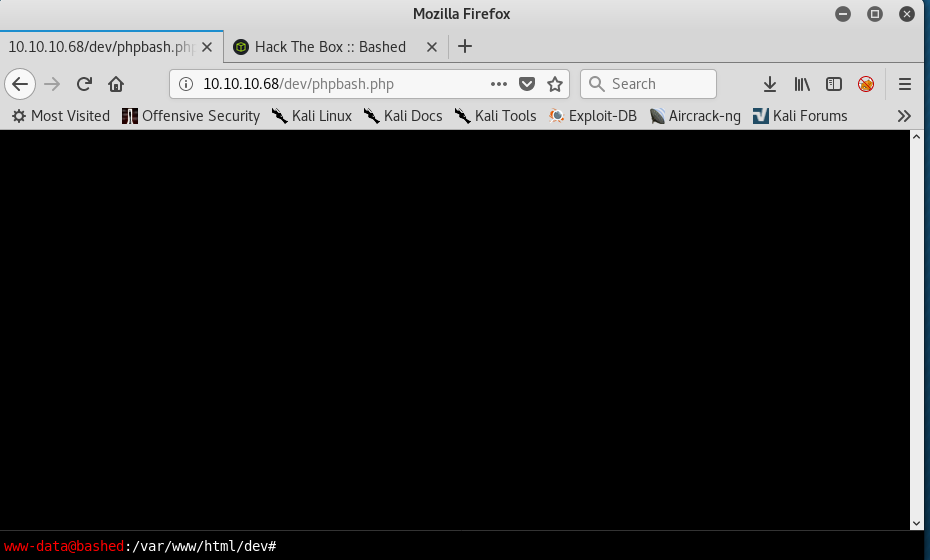 Mozilla Firefox
10.10.10.68/dev/phpbash.php
Hack The Box :: Bashed
10.10.10.68/dev/phpbash.php
Search
Most Visited
Offensive Security
Kali Linux
Kali Docs
Kali Tools
Exploit-DB
Aircrack-ng
Kali Forums
www-data@bashed:/var/www/html/dev#